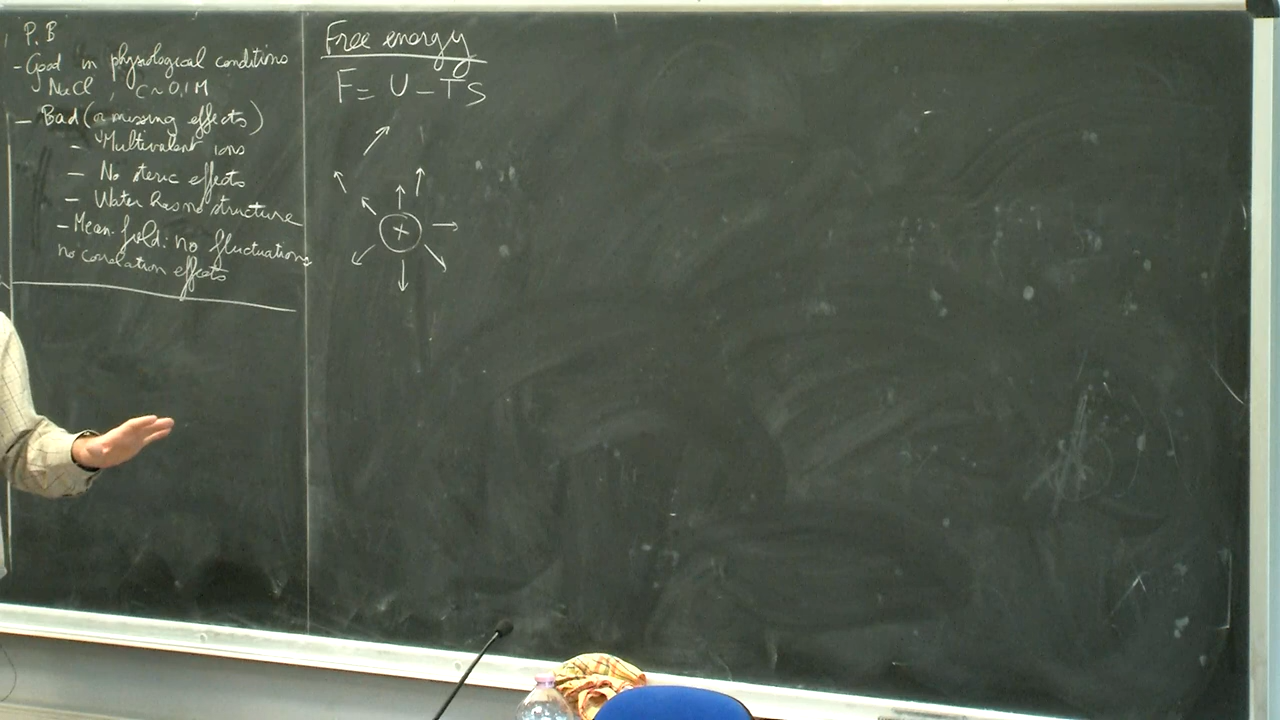 P.B
- Good in physiological conditions
NaCl, C~0,1M
- Bad (or missing effects)
- Multivalent ions
- No steric effects
- Water has no structure
- Mean field: no fluctuations
no correlation effects
Free energy
F = U - TS
+